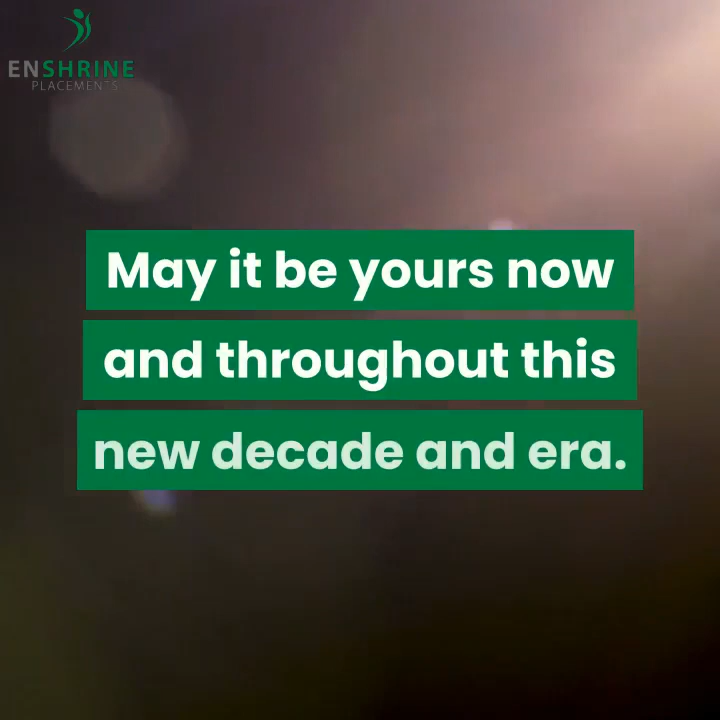 ENSHRINE
PLACEMENTS
May it be yours now
and throughout this
new decade and era.